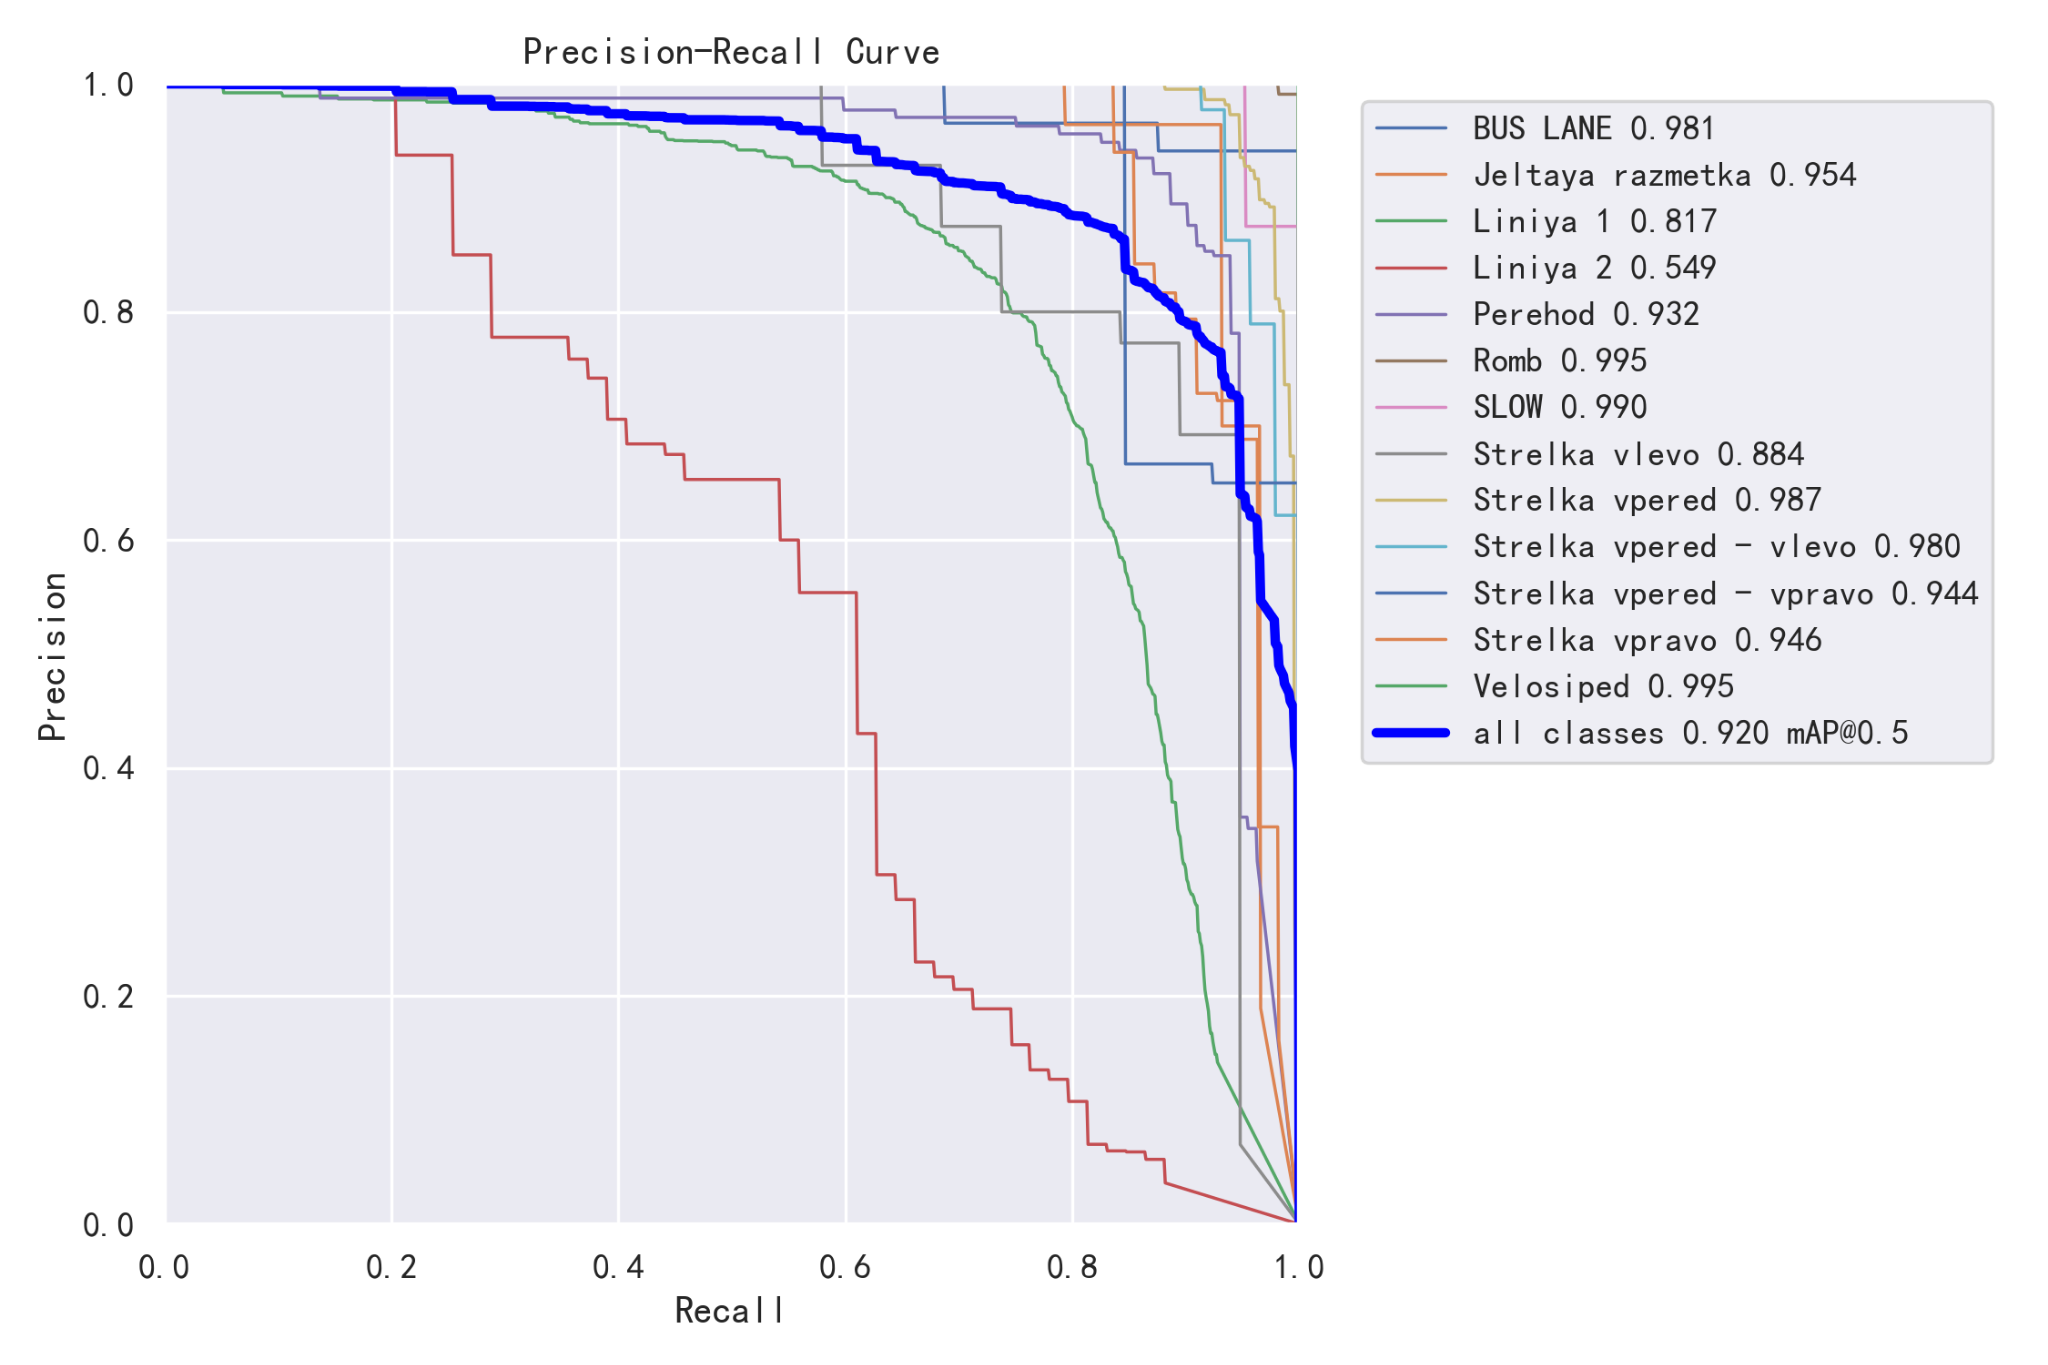 Precision-Recall Curve
1.0
0.8
0.6
0.4
0.2
0.0
Precision
0.0 0.2 0.4 0.6 0.8 1.0
Recall
BUS LANE 0.981
Jeltaya razmetka 0.954
Liniya 1 0.817
Liniya 2 0.549
Perehod 0.932
Romb 0.995
SLOW 0.990
Strelka vlevo 0.884
Strelka vpered 0.987
Strelka vpered - vlevo 0.980
Strelka vpered - vpravo 0.944
Strelka vpravo 0.946
Velosiped 0.995
all classes 0.920 mAP@0.5